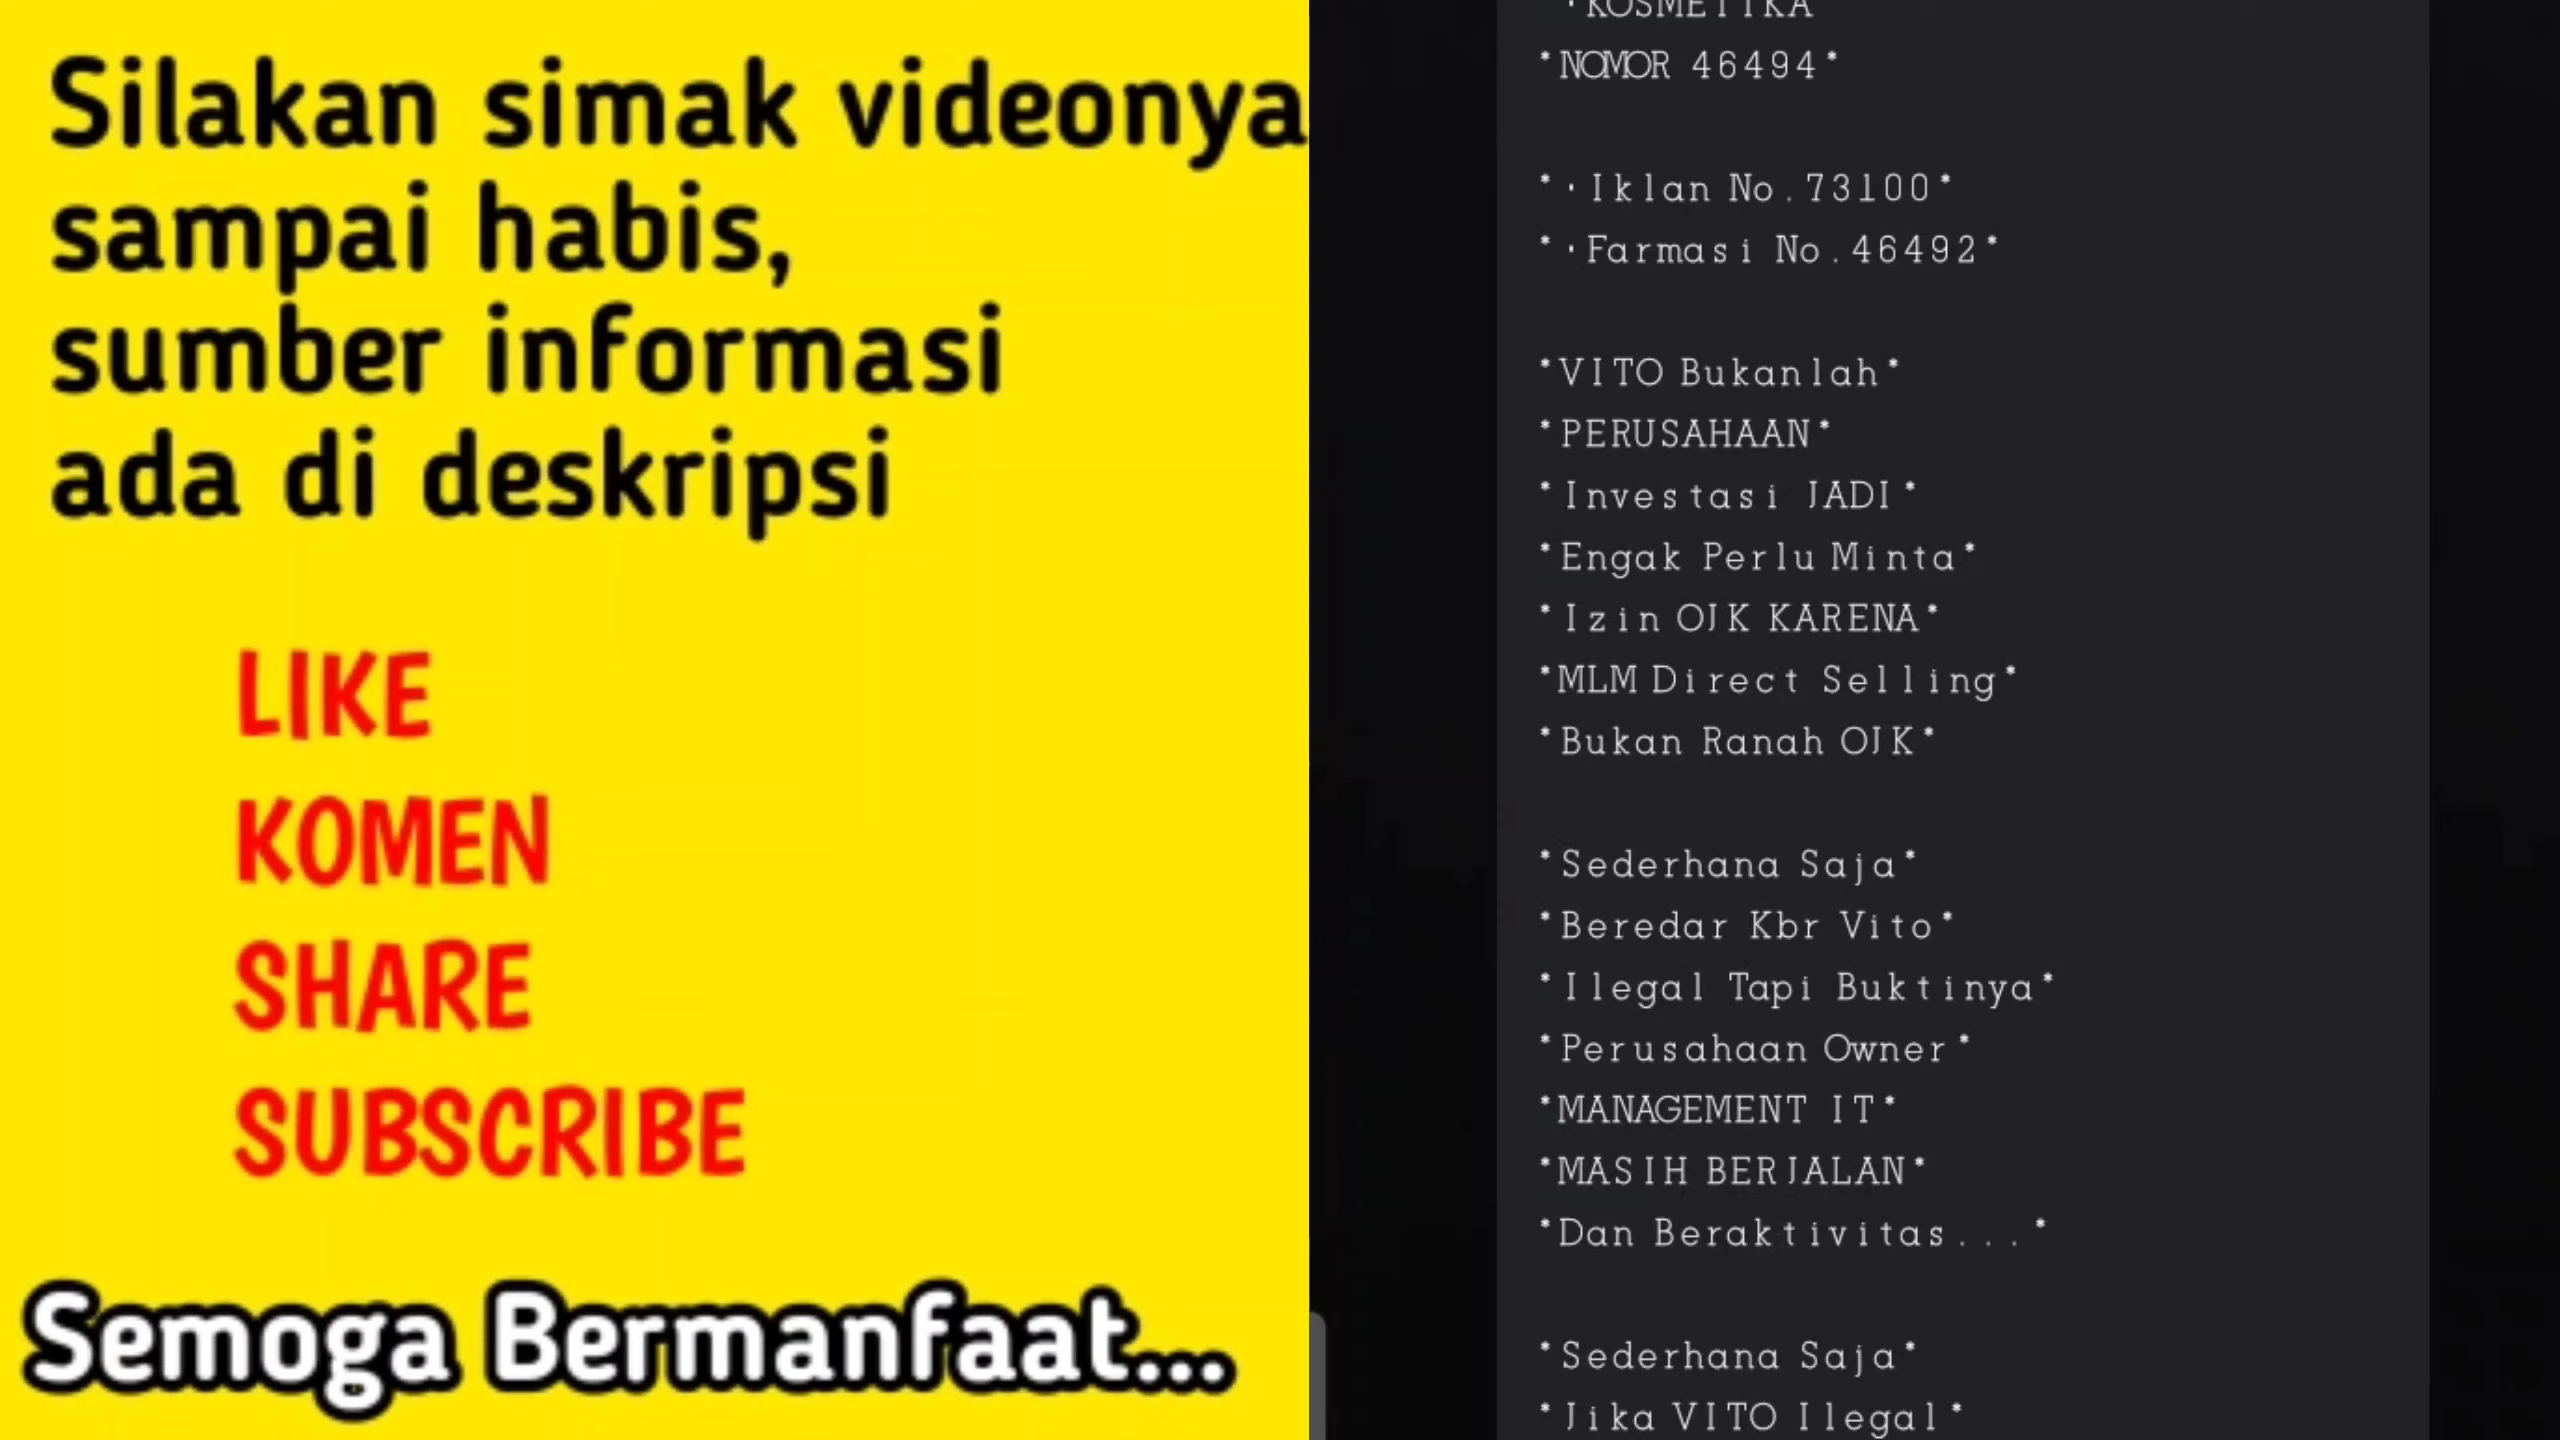 Silakan simak videonya
sampai habis,
sumber informasi
ada di deskripsi
LIKE
KOMEN
SHARE
SUBSCRIBE
Semoga Bermanfaat...
·KOSMETIKA
*NOMOR 46494*
*·Iklan No.73100*
*·Farmasi No.46492*
*VITO Bukanlah*
*PERUSAHAAN*
*Investasi JADI*
*Engak Perlu Minta*
*Izin OJK KARENA*
*MLM Direct Selling*
*Bukan Ranah OJK*
*Sederhana Saja*
*Beredar Kbr Vito*
*Ilegal Tapi Buktinya*
*Perusahaan Owner*
*MANAGEMENT IT*
*MASIH BERJALAN*
*Dan Beraktivitas...*
*Sederhana Saja*
*Jika VITO Ilegal*